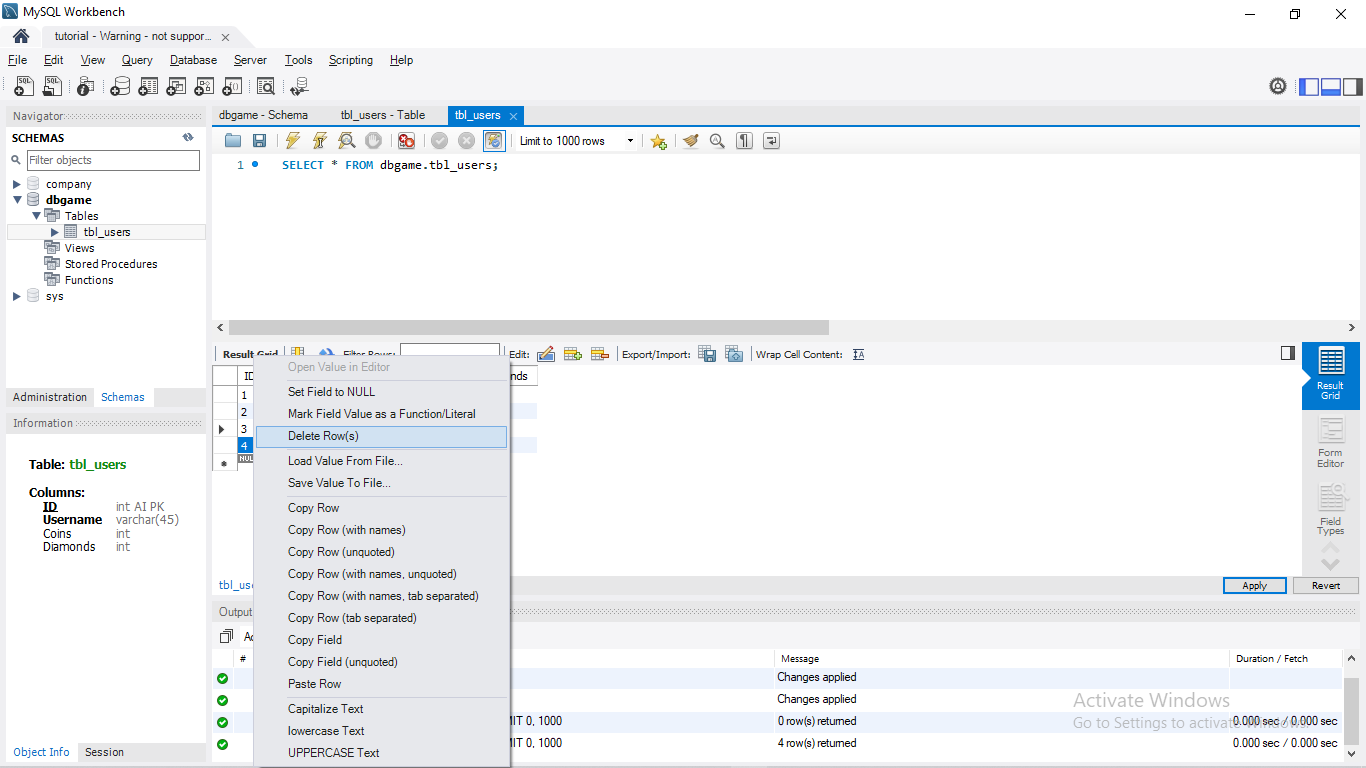 MySQL Workbench
tutorial - Warning - not suppor...
File Edit View Query Database Server Tools Scripting Help
Navigator
SCHEMAS
Filter objects
company
dbgame
Tables
tbl_users
Views
Stored Procedures
Functions
sys
Administration Schemas
Information
Table: tbl_users
Columns:
ID int AI PK
Username varchar(45)
Coins int
Diamonds int
Object Info Session
dbgame - Schema tbl_users - Table tbl_users
Limit to 1000 rows
1 SELECT * FROM dbgame.tbl_users;
Result Grid Filter Rows: Edit: Export/Import: Wrap Cell Content:
ID nds
1
2
3
4
NUL
Open Value in Editor
Set Field to NULL
Mark Field Value as a Function/Literal
Delete Row(s)
Load Value From File...
Save Value To File...
Copy Row
Copy Row (with names)
Copy Row (unquoted)
Copy Row (with names, unquoted)
Copy Row (with names, tab separated)
Copy Row (tab separated)
Copy Field
Copy Field (unquoted)
Paste Row
Capitalize Text
lowercase Text
UPPERCASE Text
Result
Grid
Form
Editor
Field
Types
tbl_use
Apply Revert
Output
Ac
# Message Duration / Fetch
Changes applied
Changes applied
MIT 0, 1000 0 row(s) returned 0.000 sec / 0.000 sec
MIT 0, 1000 4 row(s) returned 0.000 sec / 0.000 sec
Activate Windows
Go to Settings to activate Windows.